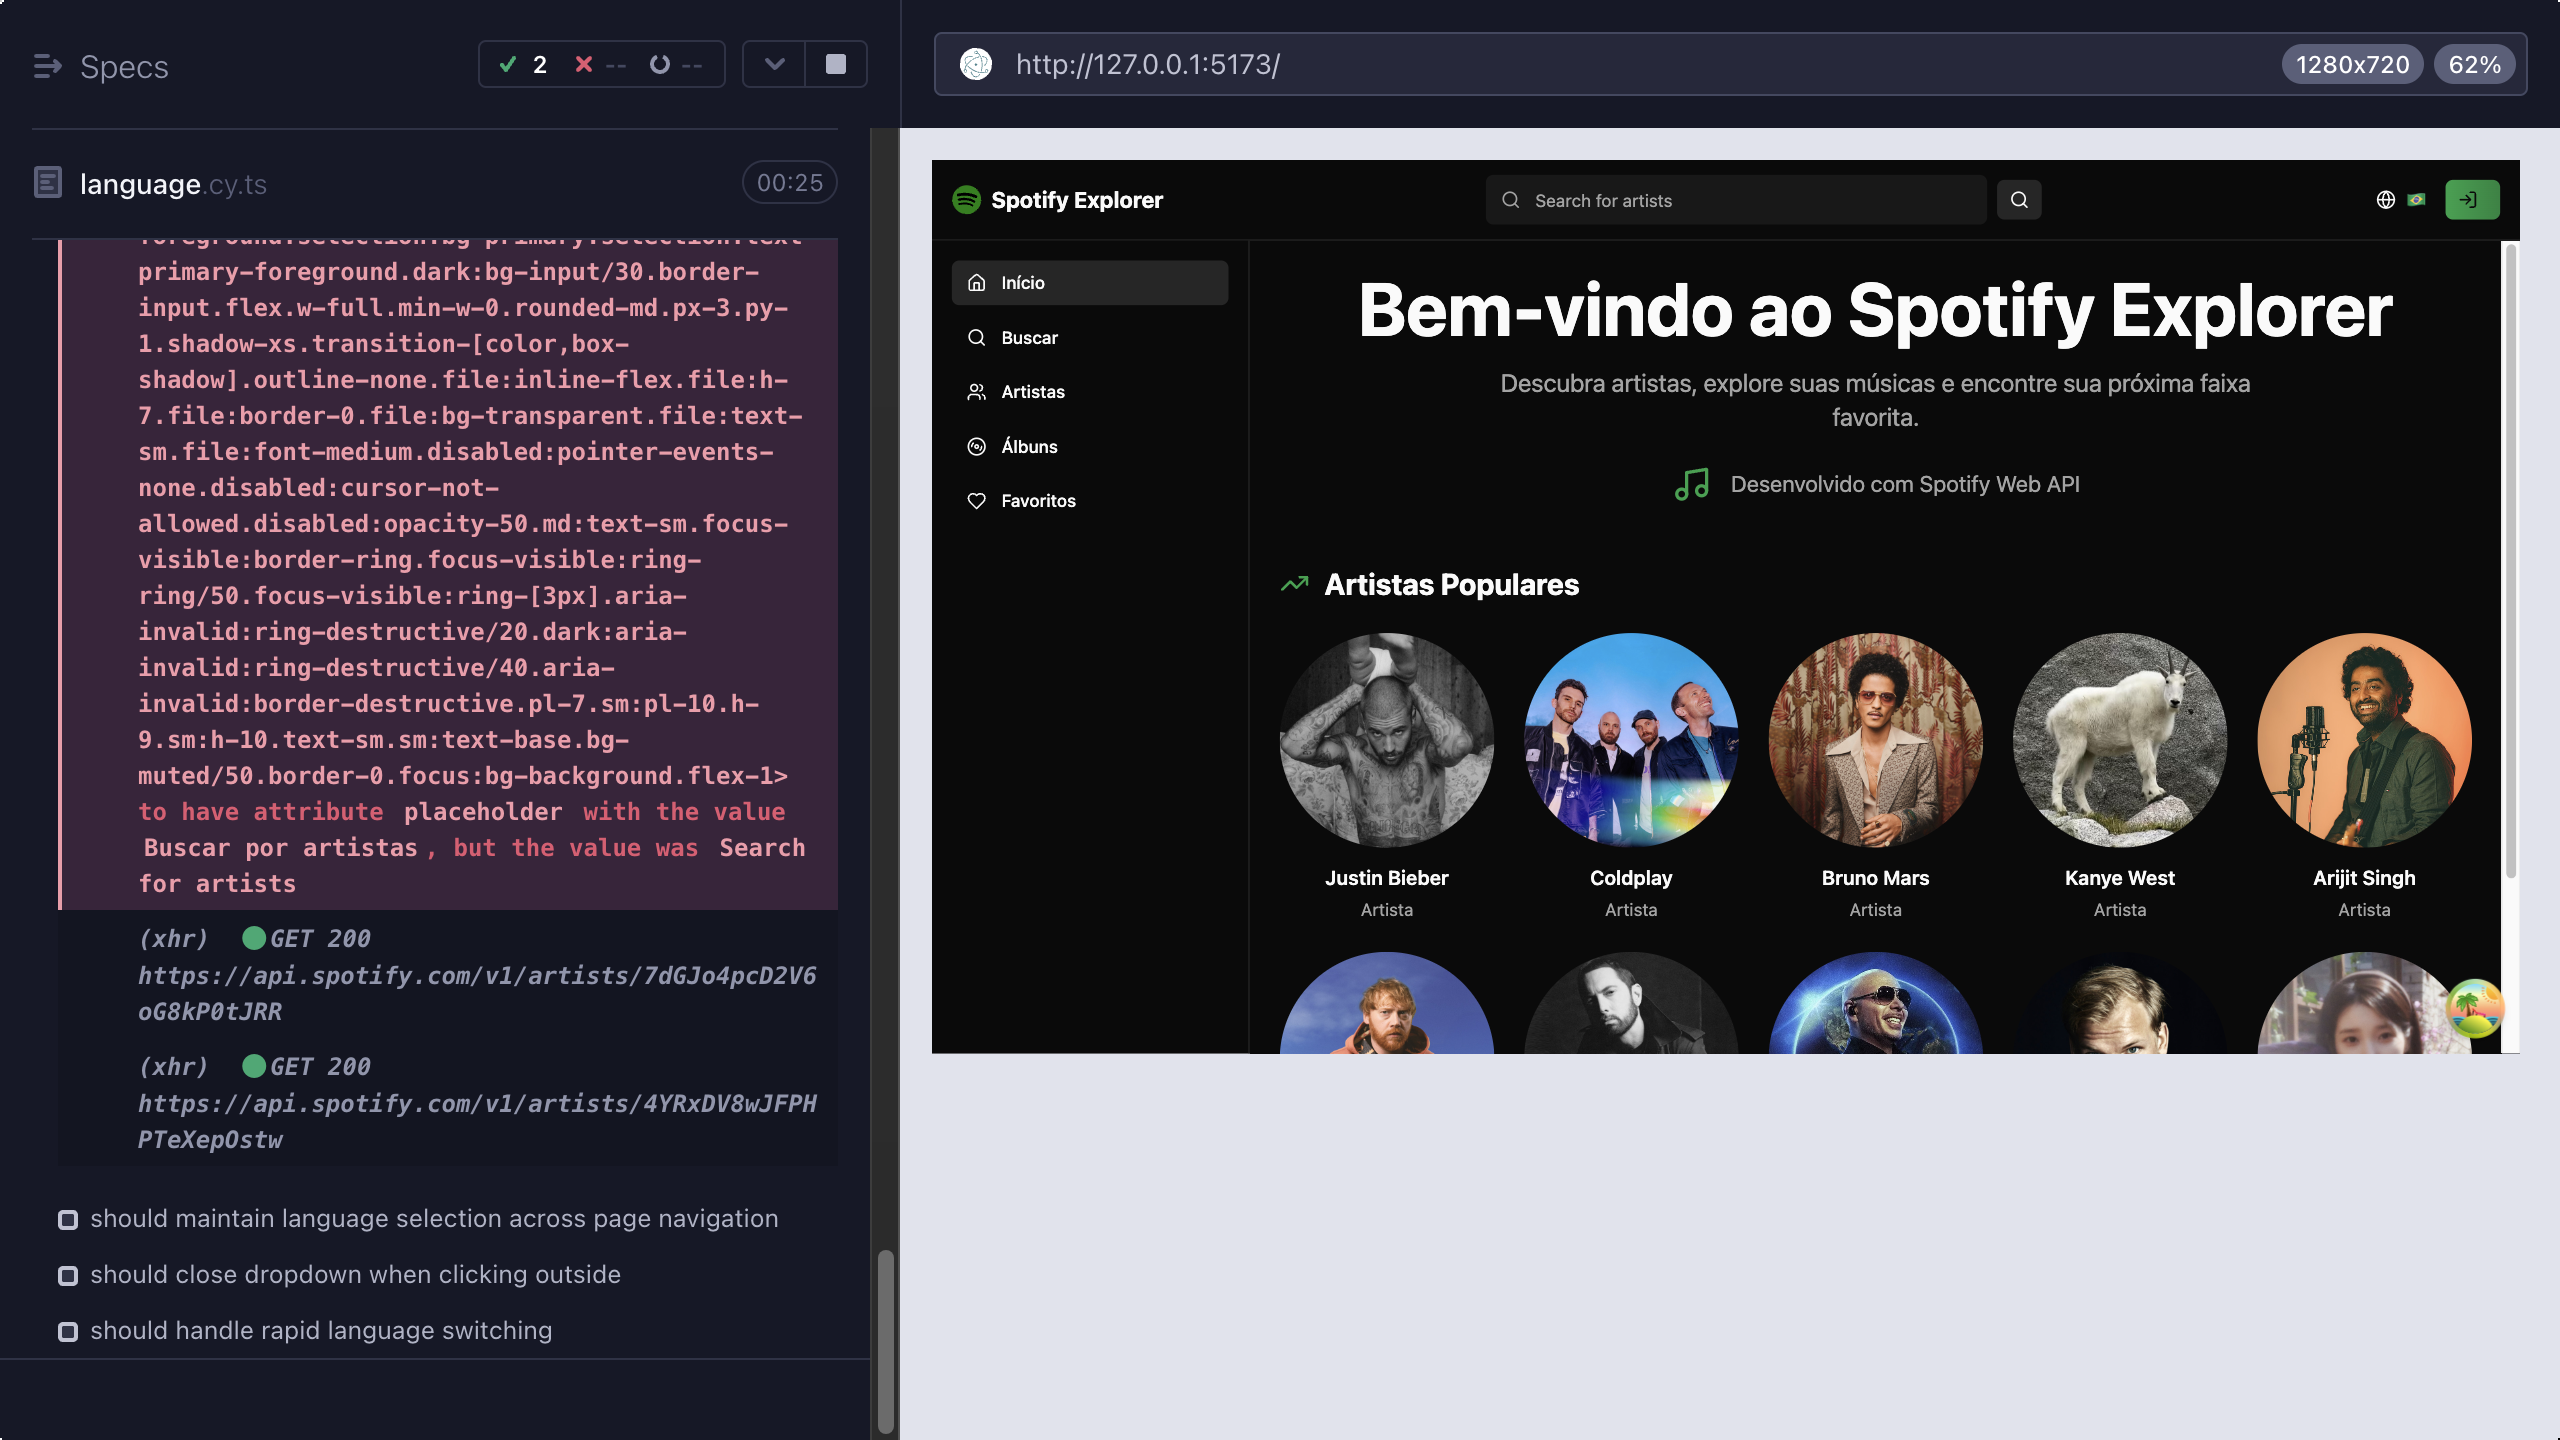 Specs
2
--
--
language.cy.ts
00:25
primary-foreground.dark:bg-input/30.border-
input.flex.w-full.min-w-0.rounded-md.px-3.py-
1.shadow-xs.transition-[color,box-
shadow].outline-none.file:inline-flex.file:h-
7.file:border-0.file:bg-transparent.file:text-
sm.file:font-medium.disabled:pointer-events-
none.disabled:cursor-not-
allowed.disabled:opacity-50.md:text-sm.focus-
visible:border-ring.focus-visible:ring-
ring/50.focus-visible:ring-[3px].aria-
invalid:ring-destructive/20.dark:aria-
invalid:ring-destructive/40.aria-
invalid:border-destructive.pl-7.sm:pl-10.h-
9.sm:h-10.text-sm.sm:text-base.bg-
muted/50.border-0.focus:bg-background.flex-1>
to have attribute placeholder with the value
Buscar por artistas, but the value was Search
for artists
(xhr) GET 200
https://api.spotify.com/v1/artists/7dGJo4pcD2V6
oG8kP0tJRR
(xhr) GET 200
https://api.spotify.com/v1/artists/4YRxDV8wJFPH
PTeXepOstw
should maintain language selection across page navigation
should close dropdown when clicking outside
should handle rapid language switching
http://127.0.0.1:5173/
1280x720
62%
Spotify Explorer
Search for artists
Início
Buscar
Artistas
Álbuns
Favoritos
Bem-vindo ao Spotify Explorer
Descubra artistas, explore suas músicas e encontre sua próxima faixa
favorita.
Desenvolvido com Spotify Web API
Artistas Populares
Justin Bieber
Artista
Coldplay
Artista
Bruno Mars
Artista
Kanye West
Artista
Arijit Singh
Artista